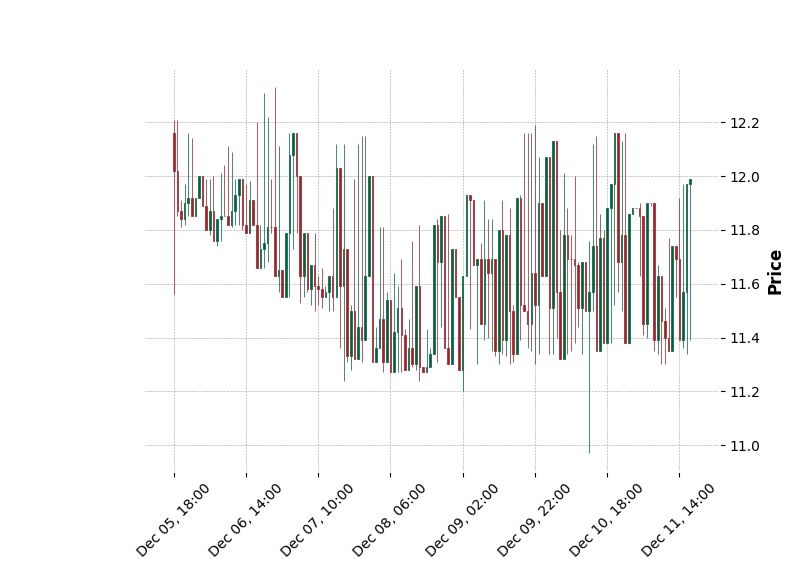 12.2
12.0
11.8
11.6
11.4
11.2
11.0
Price
Dec 05, 18:00
Dec 06, 14:00
Dec 07, 10:00
Dec 08, 06:00
Dec 09, 02:00
Dec 09, 22:00
Dec 10, 18:00
Dec 11, 14:00